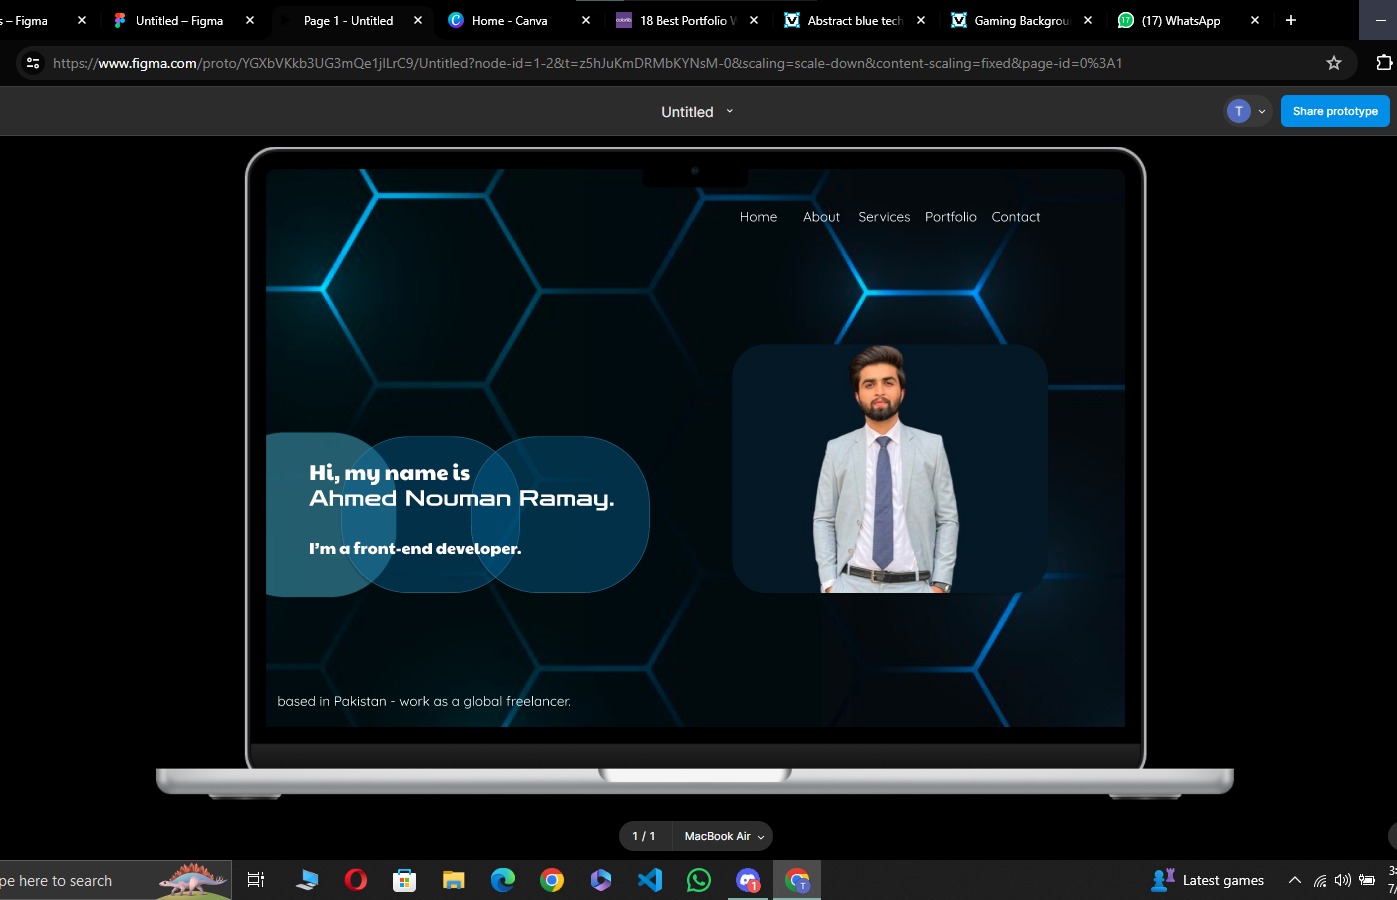 s – Figma
Untitled – Figma
Page 1 - Untitled
Home - Canva
colorlib.
18 Best Portfolio W
Abstract blue tech
Gaming Backgrou
(17) WhatsApp
https://www.figma.com/proto/YGXbVKkb3UG3mQe1jILrC9/Untitled?node-id=1-2&t=z5hJuKmDRMbKYNsM-0&scaling=scale-down&content-scaling=fixed&page-id=0%3A1
Untitled
T
Share prototype
Home About Services Portfolio Contact
Hi, my name is
Ahmed Nouman Ramay.
I'm a front-end developer.
based in Pakistan - work as a global freelancer.
1 / 1
MacBook Air
pe here to search
1
T
Latest games
3:
7/